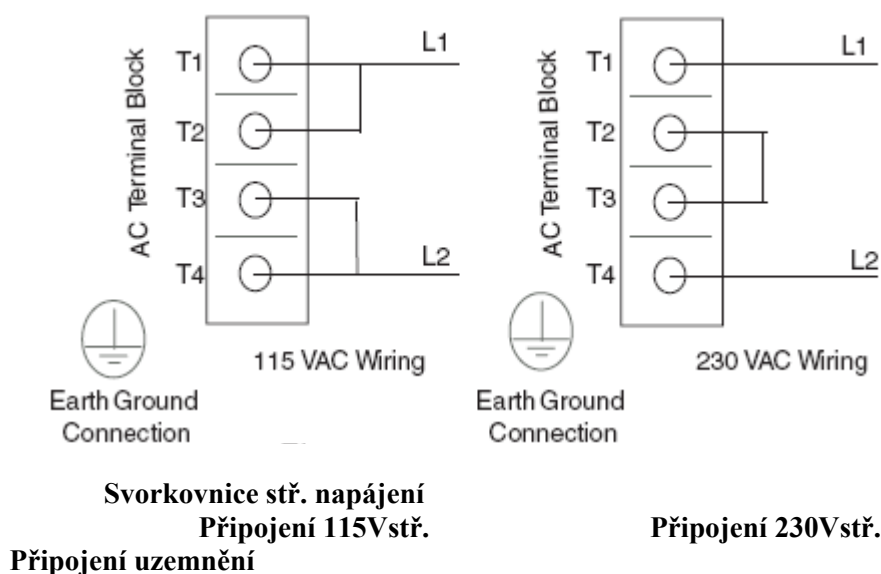 AC Terminal Block
T1
L1
T2
T3
T4
L2
115 VAC Wiring
Earth Ground
Connection
AC Terminal Block
T1
L1
T2
T3
T4
L2
230 VAC Wiring
Earth Ground
Connection
Svorkovnice stř. napájení
Připojení 115Vstř. Připojení 230Vstř.
Připojení uzemnění